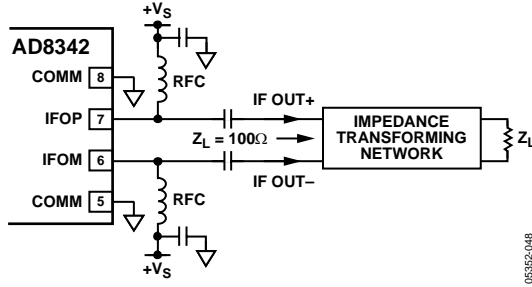 +VS
AD8342
COMM 8
RFC
IFOP 7
IF OUT+
ZL = 100Ω
IMPEDANCE
TRANSFORMING
NETWORK
ZL
IFOM 6
IF OUT–
COMM 5
RFC
+VS
05352-048